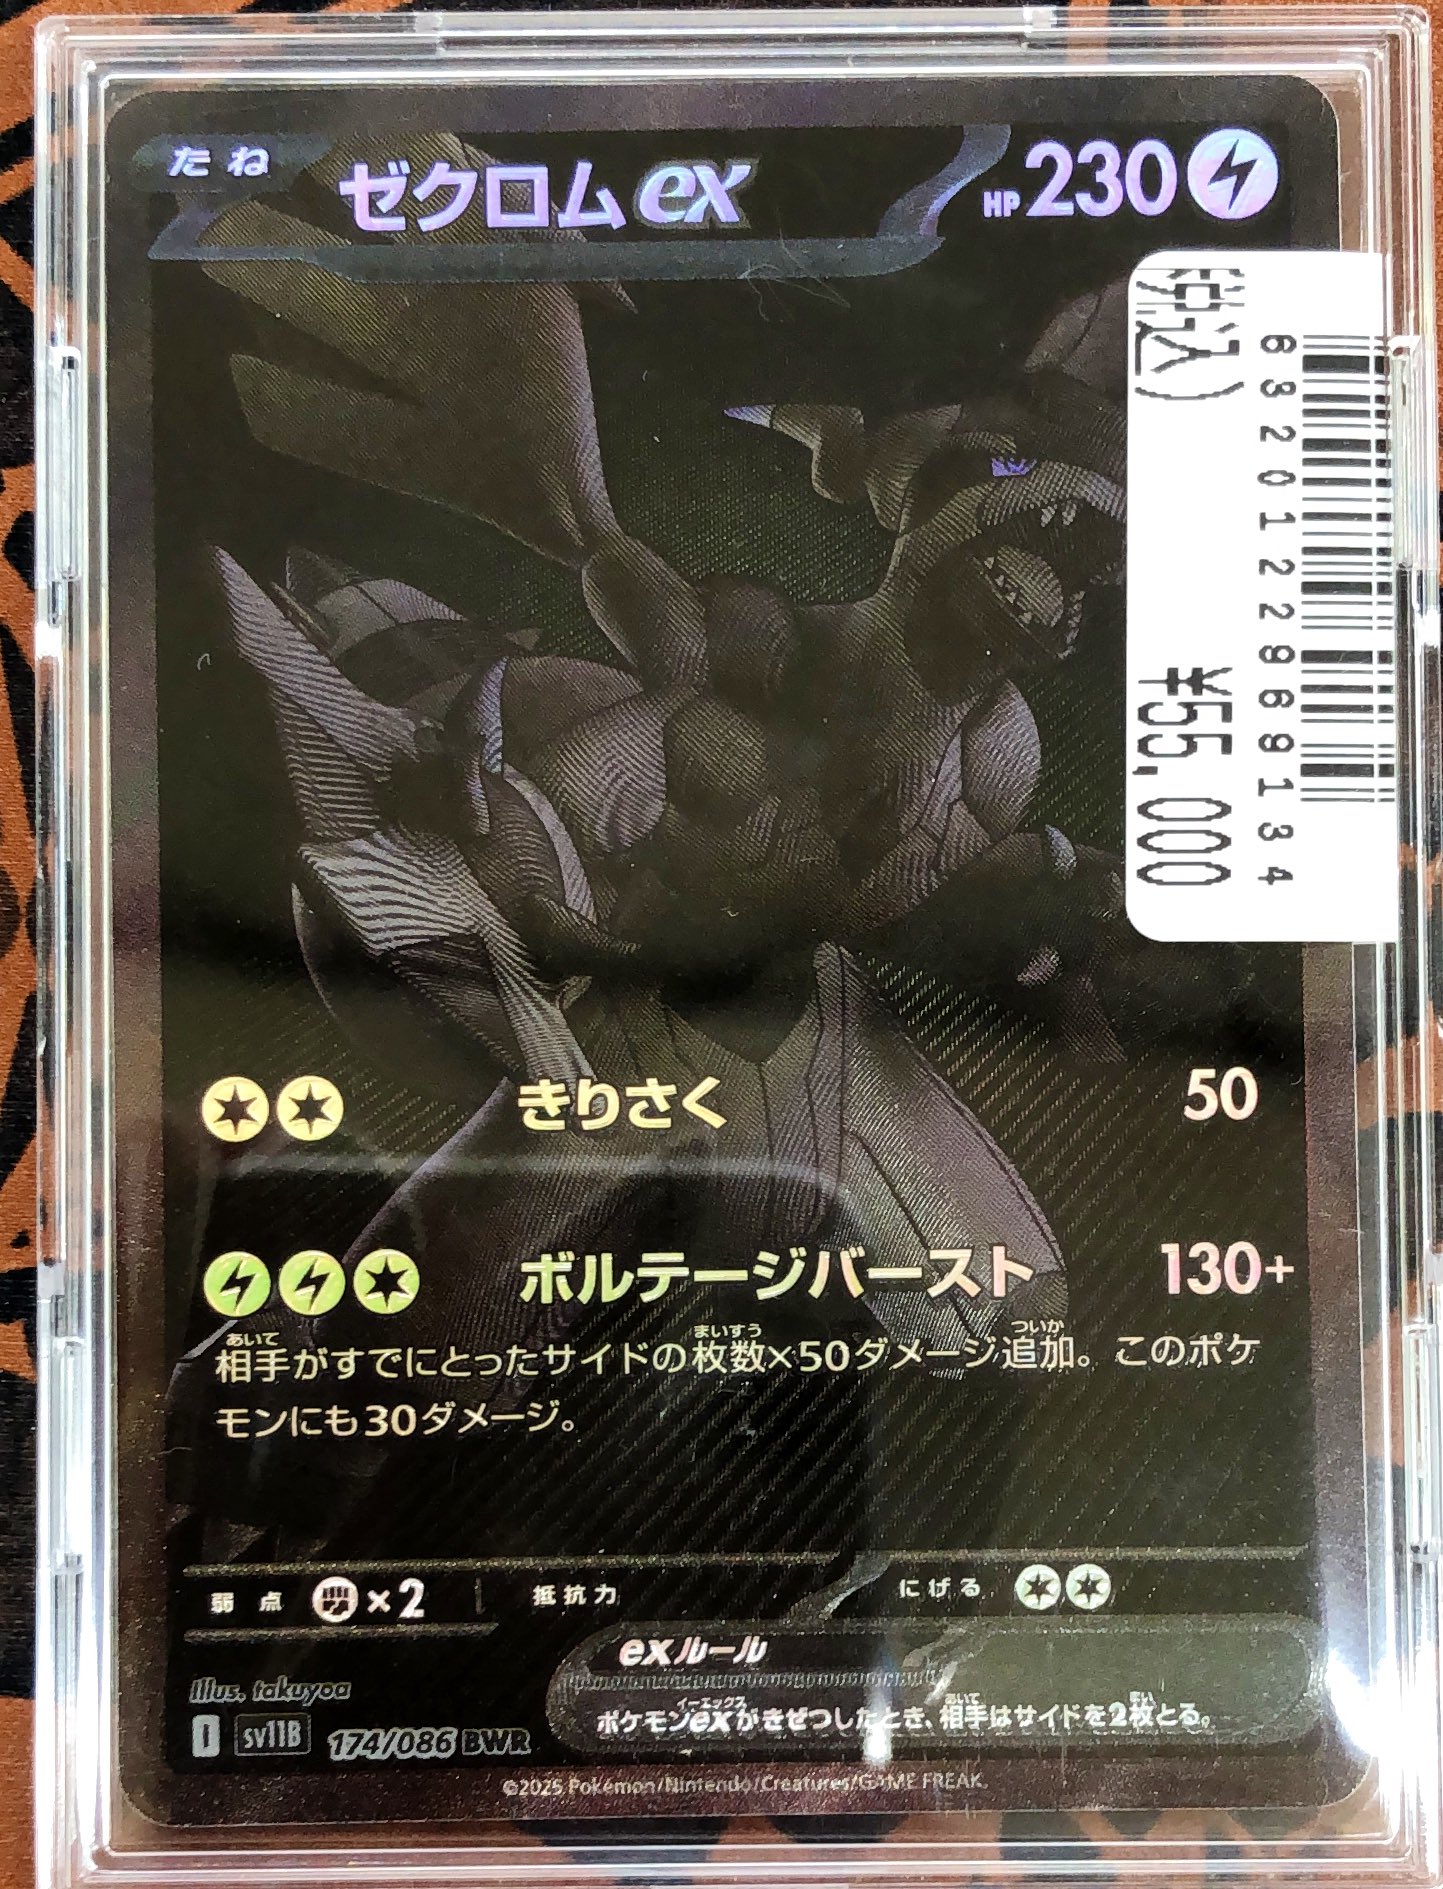 たね
ゼクロムex
HP 230
税込)
6320122969134
¥55,000
きりさく 50
ボルテージバースト 130+
相手がすでにとったサイドの枚数×50ダメージ追加。このポケ
あいて まいすう ついか
モンにも30ダメージ。
弱点 ×2 抵抗力 にげる
exルール
ポケモンexがきぜつしたとき、相手はサイドを2枚とる。
イーエックス あいて まい
Illus. takuyoa
I sv11B 174/086 BWR
©2025 Pokémon/Nintendo/Creatures/GAME FREAK.